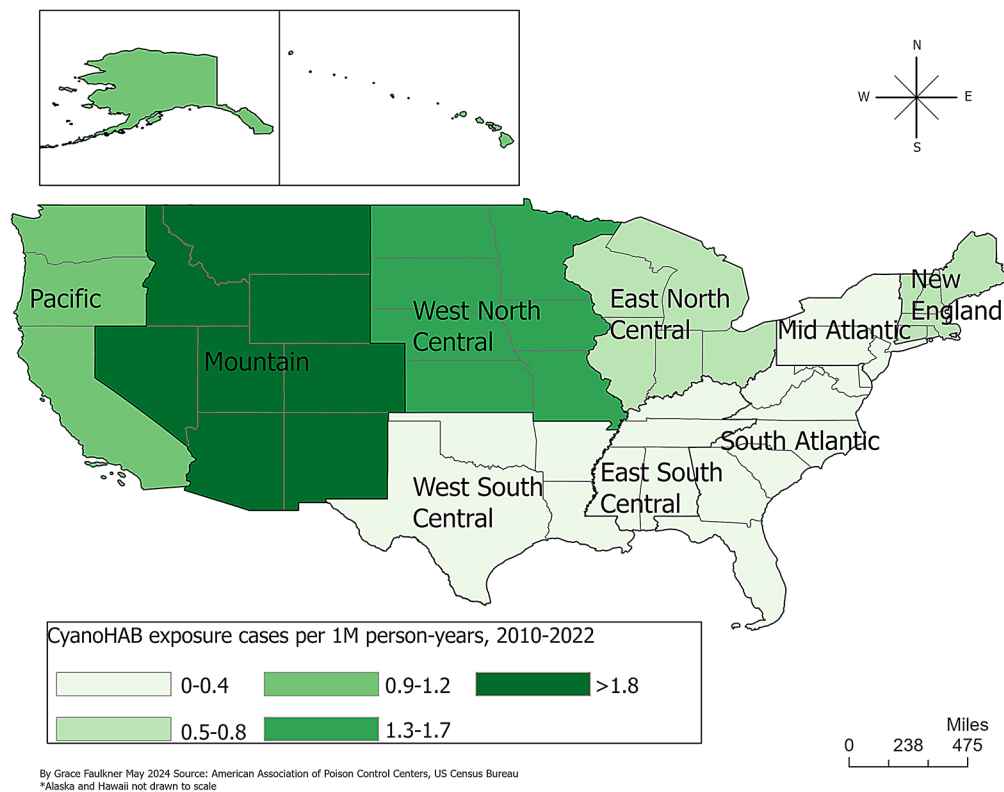 N
W E
S
Pacific
Mountain
West North
Central
East North
Central
New
England
Mid Atlantic
South Atlantic
West South
Central
East South
Central
CyanoHAB exposure cases per 1M person-years, 2010-2022
0-0.4
0.9-1.2
>1.8
0.5-0.8
1.3-1.7
Miles
0 238 475
By Grace Faulkner May 2024 Source: American Association of Poison Control Centers, US Census Bureau
*Alaska and Hawaii not drawn to scale